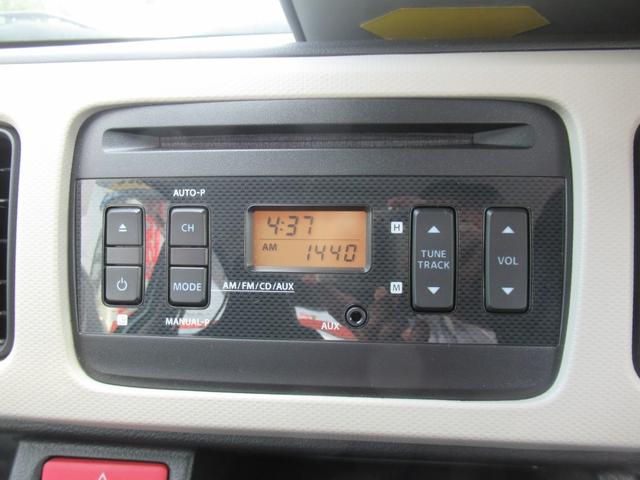 AUTO-P
CH
4:37
AM 1440
H
TUNE
TRACK
VOL
MODE
AM/FM/CD/AUX
M
MANUAL-P
AUX